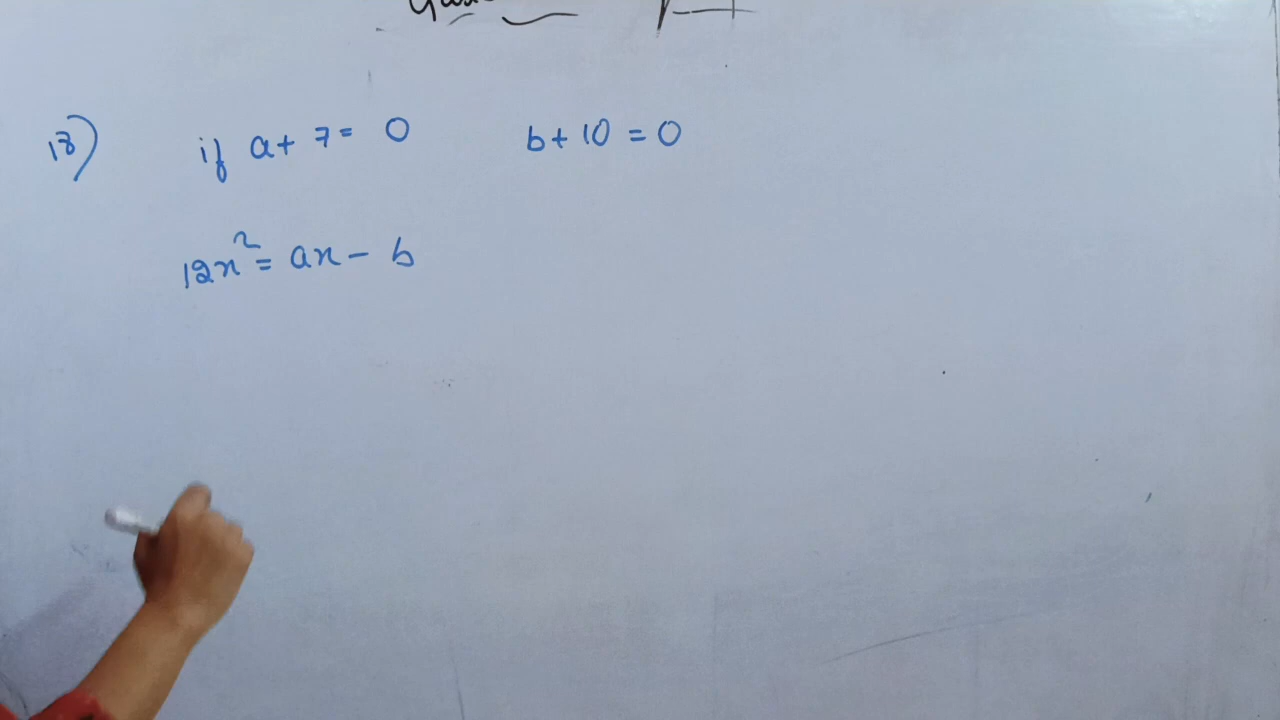 18) if a + 7 = 0 b + 10 = 0
12x² = ax - b